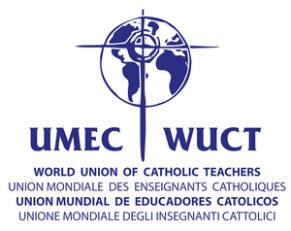 UMEC WUCT
WORLD UNION OF CATHOLIC TEACHERS
UNION MONDIALE DES ENSEIGNANTS CATHOLIQUES
UNION MUNDIAL DE EDUCADORES CATOLICOS
UNIONE MONDIALE DEGLI INSEGNANTI CATTOLICI